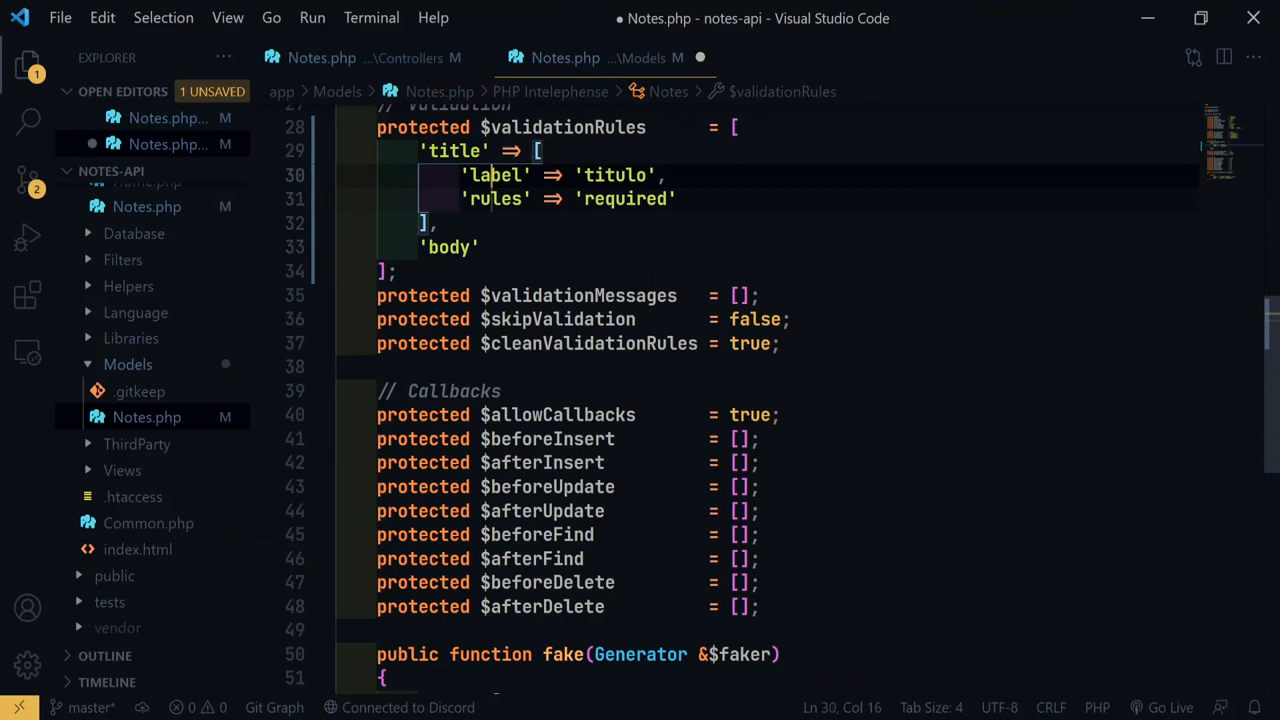 File Edit Selection View Go Run Terminal Help
● Notes.php - notes-api - Visual Studio Code
EXPLORER ···
Notes.php ...\Controllers M
Notes.php ...\Models M ●
1
OPEN EDITORS 1 UNSAVED
app > Models > Notes.php > PHP Intelephense > Notes > $validationRules
Notes.php... M
● Notes.php... M
NOTES-API
2
Home.php
Notes.php M
Database
Filters
Helpers
Language
Libraries
Models
.gitkeep
Notes.php M
ThirdParty
Views
.htaccess
Common.php
index.html
public
tests
vendor
OUTLINE
TIMELINE
27 // Validation
28 protected $validationRules = [
29 'title' => [
30 'label' => 'titulo',
31 'rules' => 'required'
32 ],
33 'body'
34 ];
35 protected $validationMessages = [];
36 protected $skipValidation = false;
37 protected $cleanValidationRules = true;
38
39 // Callbacks
40 protected $allowCallbacks = true;
41 protected $beforeInsert = [];
42 protected $afterInsert = [];
43 protected $beforeUpdate = [];
44 protected $afterUpdate = [];
45 protected $beforeFind = [];
46 protected $afterFind = [];
47 protected $beforeDelete = [];
48 protected $afterDelete = [];
49
50 public function fake(Generator &$faker)
51 {
master* 0 0 Git Graph Connected to Discord Ln 30, Col 16 Tab Size: 4 UTF-8 CRLF PHP Go Live